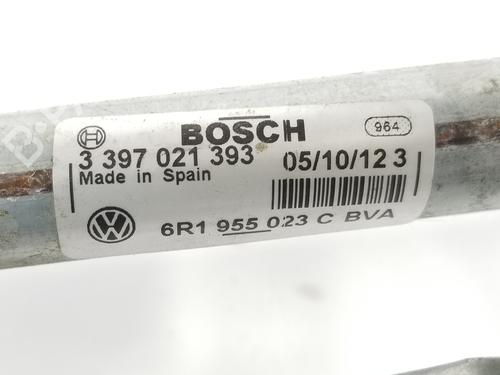 BOSCH
964
3 397 021 393
05/10/12 3
Made in Spain
6R1 955 023 C BVA